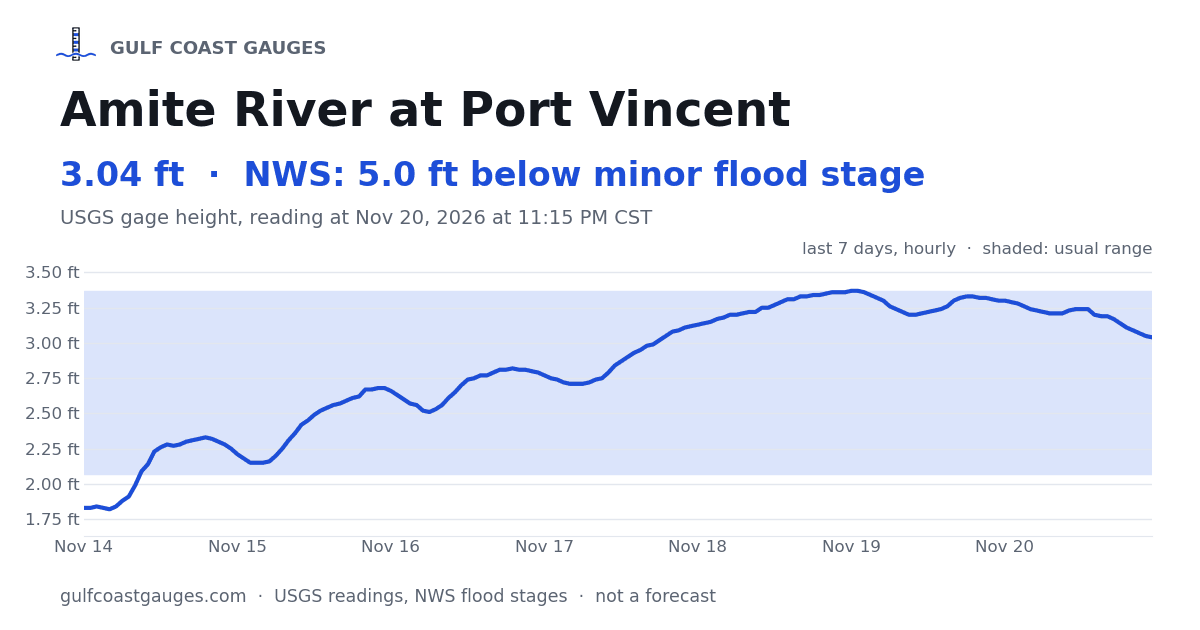 GULF COAST GAUGES
Amite River at Port Vincent
3.04 ft · NWS: 5.0 ft below minor flood stage
USGS gage height, reading at Nov 20, 2026 at 11:15 PM CST
last 7 days, hourly · shaded: usual range
3.50 ft
3.25 ft
3.00 ft
2.75 ft
2.50 ft
2.25 ft
2.00 ft
1.75 ft
Nov 14 Nov 15 Nov 16 Nov 17 Nov 18 Nov 19 Nov 20
gulfcoastgauges.com · USGS readings, NWS flood stages · not a forecast